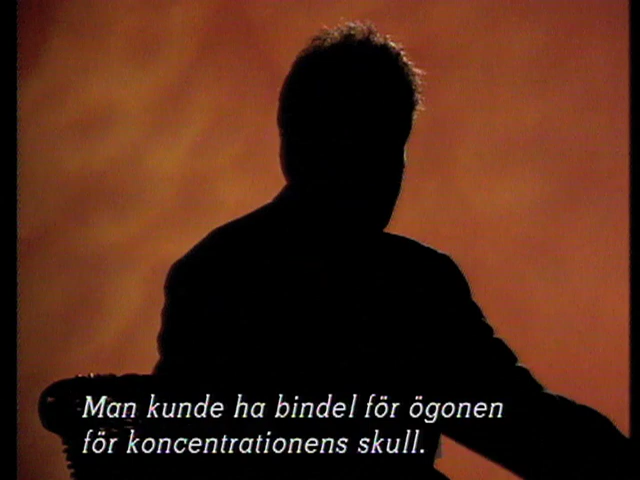 Man kunde ha bindel för ögonen
för koncentrationens skull.